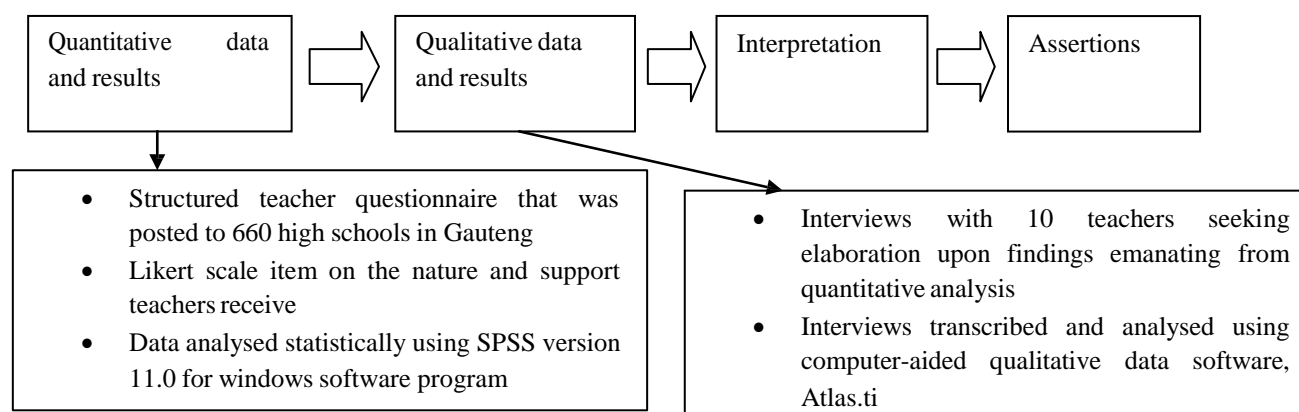 Quantitative data
and results
Qualitative data
and results
Interpretation
Assertions
• Structured teacher questionnaire that was
posted to 660 high schools in Gauteng
• Likert scale item on the nature and support
teachers receive
• Data analysed statistically using SPSS version
11.0 for windows software program
• Interviews with 10 teachers seeking
elaboration upon findings emanating from
quantitative analysis
• Interviews transcribed and analysed using
computer-aided qualitative data software,
Atlas.ti